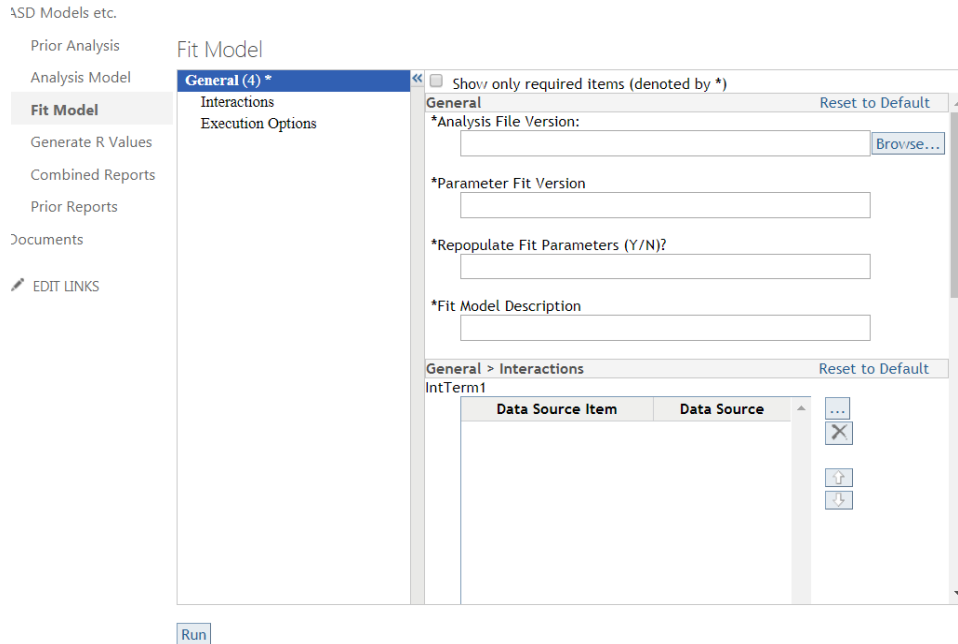 ASD Models etc.
Prior Analysis
Analysis Model
Fit Model
Generate R Values
Combined Reports
Prior Reports
Documents
EDIT LINKS
Fit Model
General (4) *
Interactions
Execution Options
«
Show only required items (denoted by *)
General Reset to Default
*Analysis File Version:
Browse...
*Parameter Fit Version
*Repopulate Fit Parameters (Y/N)?
*Fit Model Description
General > Interactions Reset to Default
IntTerm1
Data Source Item Data Source
...
Run